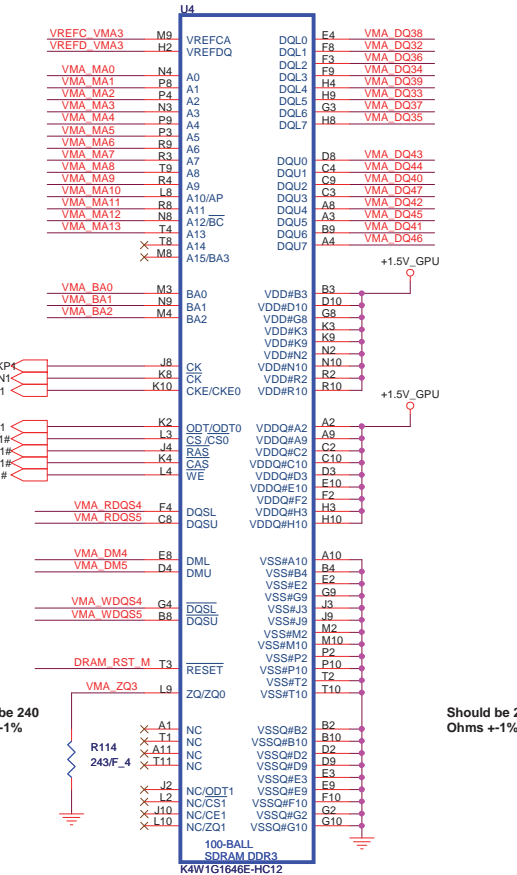 U4
VREFC_VMA3 M9 VREFCA
VREFD_VMA3 H2 VREFDQ
VMA_MA0 N4 A0
VMA_MA1 P8 A1
VMA_MA2 P4 A2
VMA_MA3 N3 A3
VMA_MA4 P9 A4
VMA_MA5 P3 A5
VMA_MA6 R9 A6
VMA_MA7 R3 A7
VMA_MA8 T9 A8
VMA_MA9 R4 A9
VMA_MA10 L8 A10/AP
VMA_MA11 R8 A11
VMA_MA12 N8 A12/BC
VMA_MA13 T4 A13
T8 A14
M8 A15/BA3
VMA_BA0 M3 BA0
VMA_BA1 N9 BA1
VMA_BA2 M4 BA2
J8 CK
K8 CK
K10 CKE/CKE0
K2 ODT/ODT0
L3 CS /CS0
J4 RAS
K4 CAS
L4 WE
VMA_RDQS4 F4 DQSL
VMA_RDQS5 C8 DQSU
VMA_DM4 E8 DML
VMA_DM5 D4 DMU
VMA_WDQS4 G4 DQSL
VMA_WDQS5 B8 DQSU
DRAM_RST_M T3 RESET
VMA_ZQ3 L9 ZQ/ZQ0
be 240
-1%
R114
243/F_4
A1 NC
T1 NC
A11 NC
T11 NC
J2 NC/ODT1
L2 NC/CS1
J10 NC/CE1
L10 NC/ZQ1
DQL0 E4 VMA_DQ38
DQL1 F8 VMA_DQ32
DQL2 F3 VMA_DQ36
DQL3 F9 VMA_DQ34
DQL4 H4 VMA_DQ39
DQL5 H9 VMA_DQ33
DQL6 G3 VMA_DQ37
DQL7 H8 VMA_DQ35
DQU0 D8 VMA_DQ43
DQU1 C4 VMA_DQ44
DQU2 C9 VMA_DQ40
DQU3 C3 VMA_DQ47
DQU4 A8 VMA_DQ42
DQU5 A3 VMA_DQ45
DQU6 B9 VMA_DQ41
DQU7 A4 VMA_DQ46
+1.5V_GPU
VDD#B3 B3
VDD#D10 D10
VDD#G8 G8
VDD#K3 K3
VDD#K9 K9
VDD#N2 N2
VDD#N10 N10
VDD#R2 R2
VDD#R10 R10
+1.5V_GPU
VDDQ#A2 A2
VDDQ#A9 A9
VDDQ#C2 C2
VDDQ#C10 C10
VDDQ#D3 D3
VDDQ#E10 E10
VDDQ#F2 F2
VDDQ#H3 H3
VDDQ#H10 H10
VSS#A10 A10
VSS#B4 B4
VSS#E2 E2
VSS#G9 G9
VSS#J3 J3
VSS#J9 J9
VSS#M2 M2
VSS#M10 M10
VSS#P2 P2
VSS#P10 P10
VSS#T2 T2
VSS#T10 T10
Should be 2
Ohms +-1%
VSSQ#B2 B2
VSSQ#B10 B10
VSSQ#D2 D2
VSSQ#D9 D9
VSSQ#E3 E3
VSSQ#E9 E9
VSSQ#F10 F10
VSSQ#G2 G2
VSSQ#G10 G10
100-BALL
SDRAM DDR3
K4W1G1646E-HC12